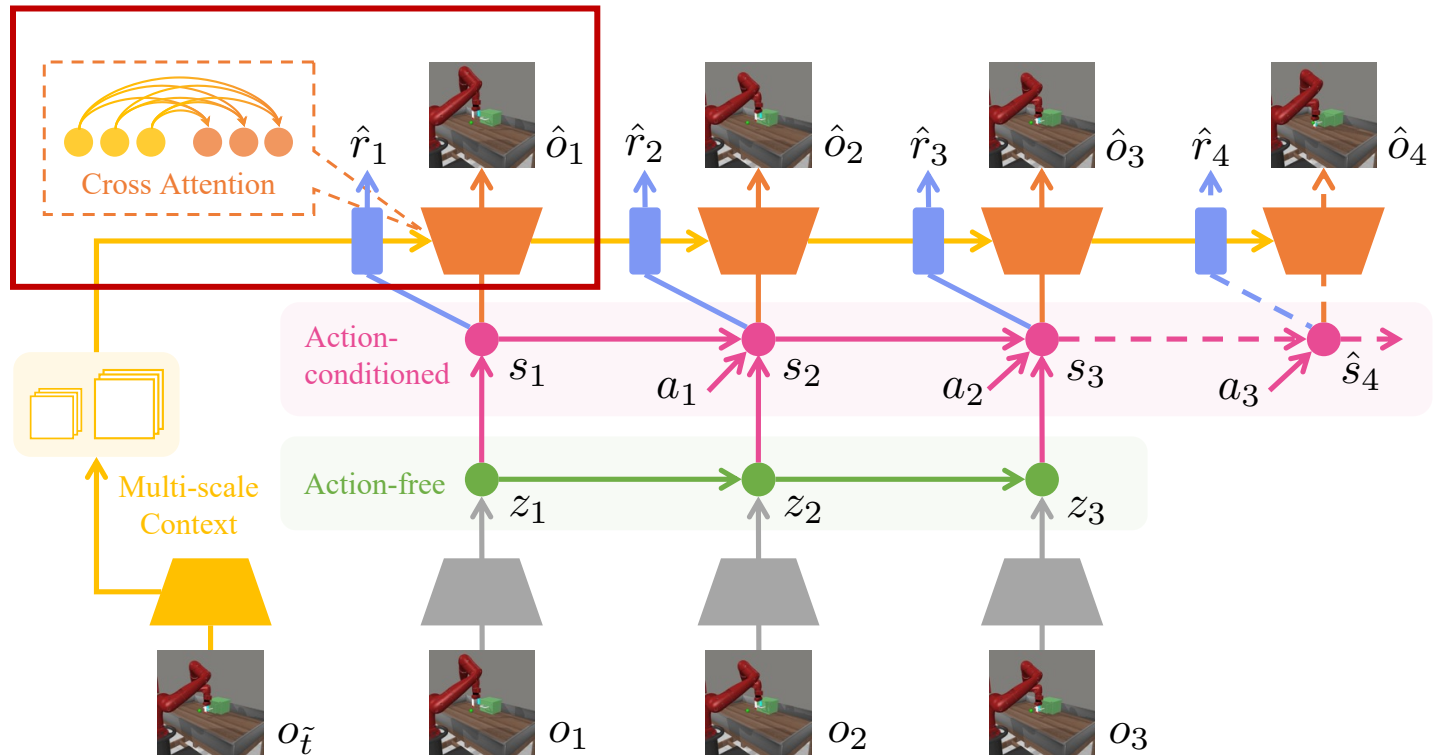 r̂₁ ô₁ r̂₂ ô₂ r̂₃ ô₃ r̂₄ ô₄
Cross Attention
Action-
conditioned
s₁ a₁ s₂ a₂ s₃ a₃ ŝ₄
Action-free
z₁ z₂ z₃
Multi-scale
Context
o_t̃ o₁ o₂ o₃